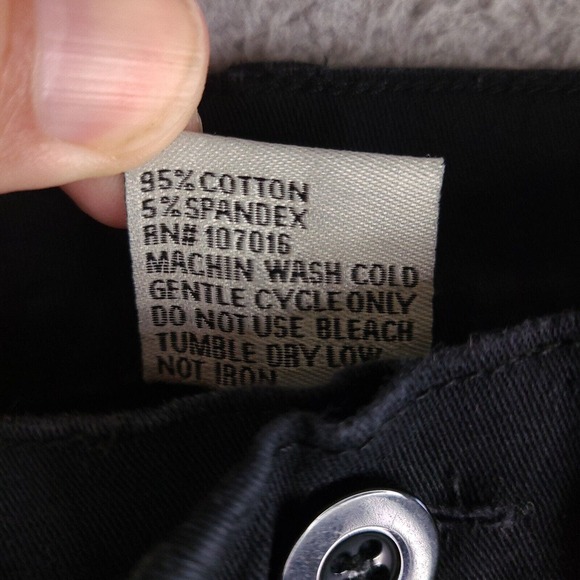 95%COTTON
5%SPANDEX
RN#107016
MACHIN WASH COLD
GENTLE CYCLE ONLY
DO NOT USE BLEACH
TUMBLE DRY LOW
NOT IRON